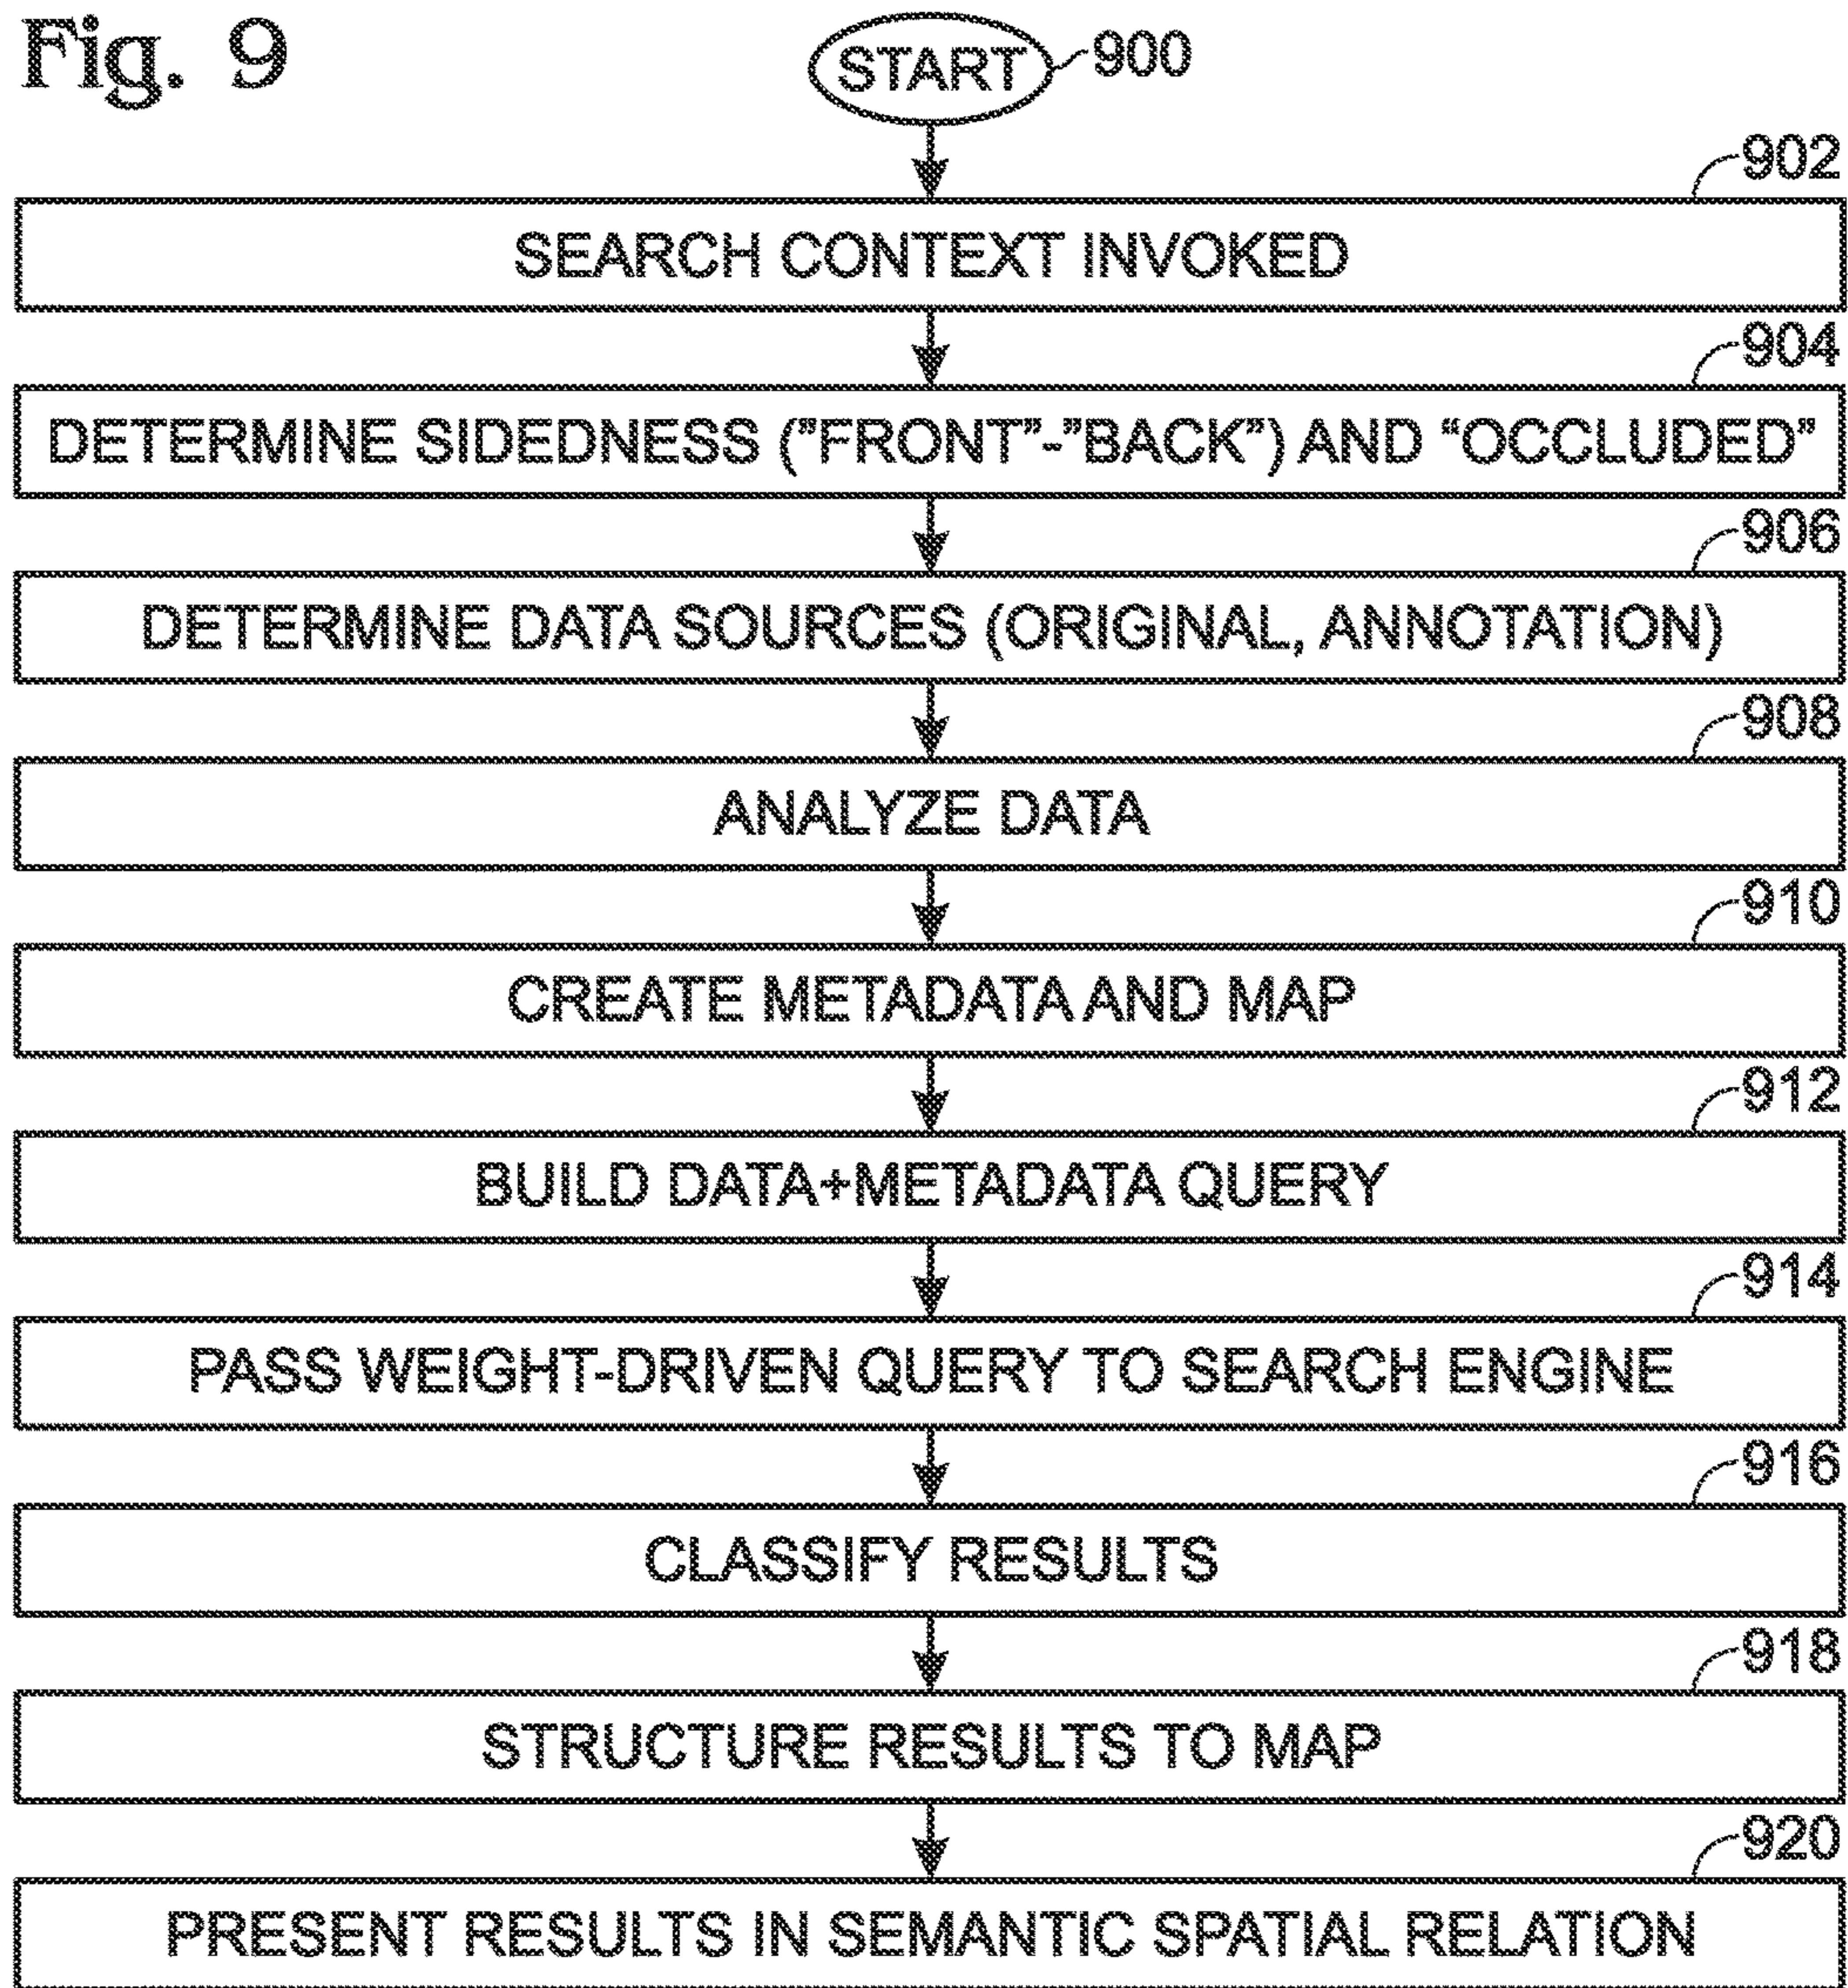 Fig. 9
START 900
902
SEARCH CONTEXT INVOKED
904
DETERMINE SIDEDNESS ("FRONT"-"BACK") AND "OCCLUDED"
906
DETERMINE DATA SOURCES (ORIGINAL, ANNOTATION)
908
ANALYZE DATA
910
CREATE METADATA AND MAP
912
BUILD DATA+METADATA QUERY
914
PASS WEIGHT-DRIVEN QUERY TO SEARCH ENGINE
916
CLASSIFY RESULTS
918
STRUCTURE RESULTS TO MAP
920
PRESENT RESULTS IN SEMANTIC SPATIAL RELATION